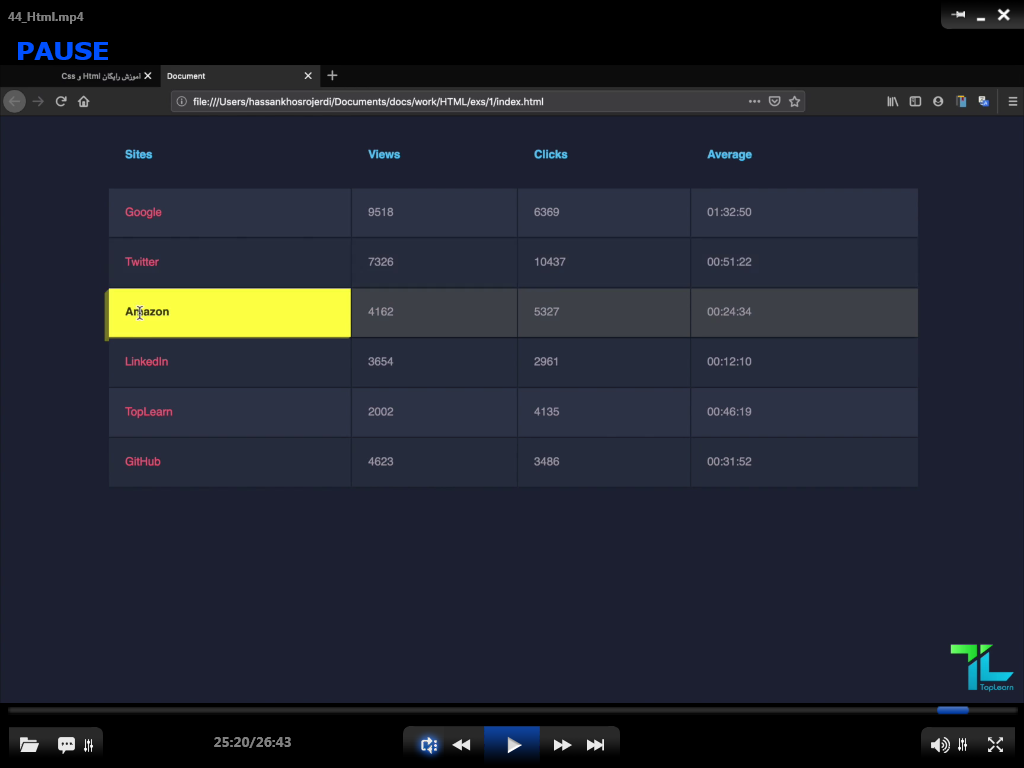 44_Html.mp4
PAUSE
آموزش رایگان Html و Css
Document
file:///Users/hassankhosrojerdi/Documents/docs/work/HTML/exs/1/index.html
Sites Views Clicks Average
Google 9518 6369 01:32:50
Twitter 7326 10437 00:51:22
Amazon 4162 5327 00:24:34
LinkedIn 3654 2961 00:12:10
TopLearn 2002 4135 00:46:19
GitHub 4623 3486 00:31:52
TL
TopLearn
25:20/26:43